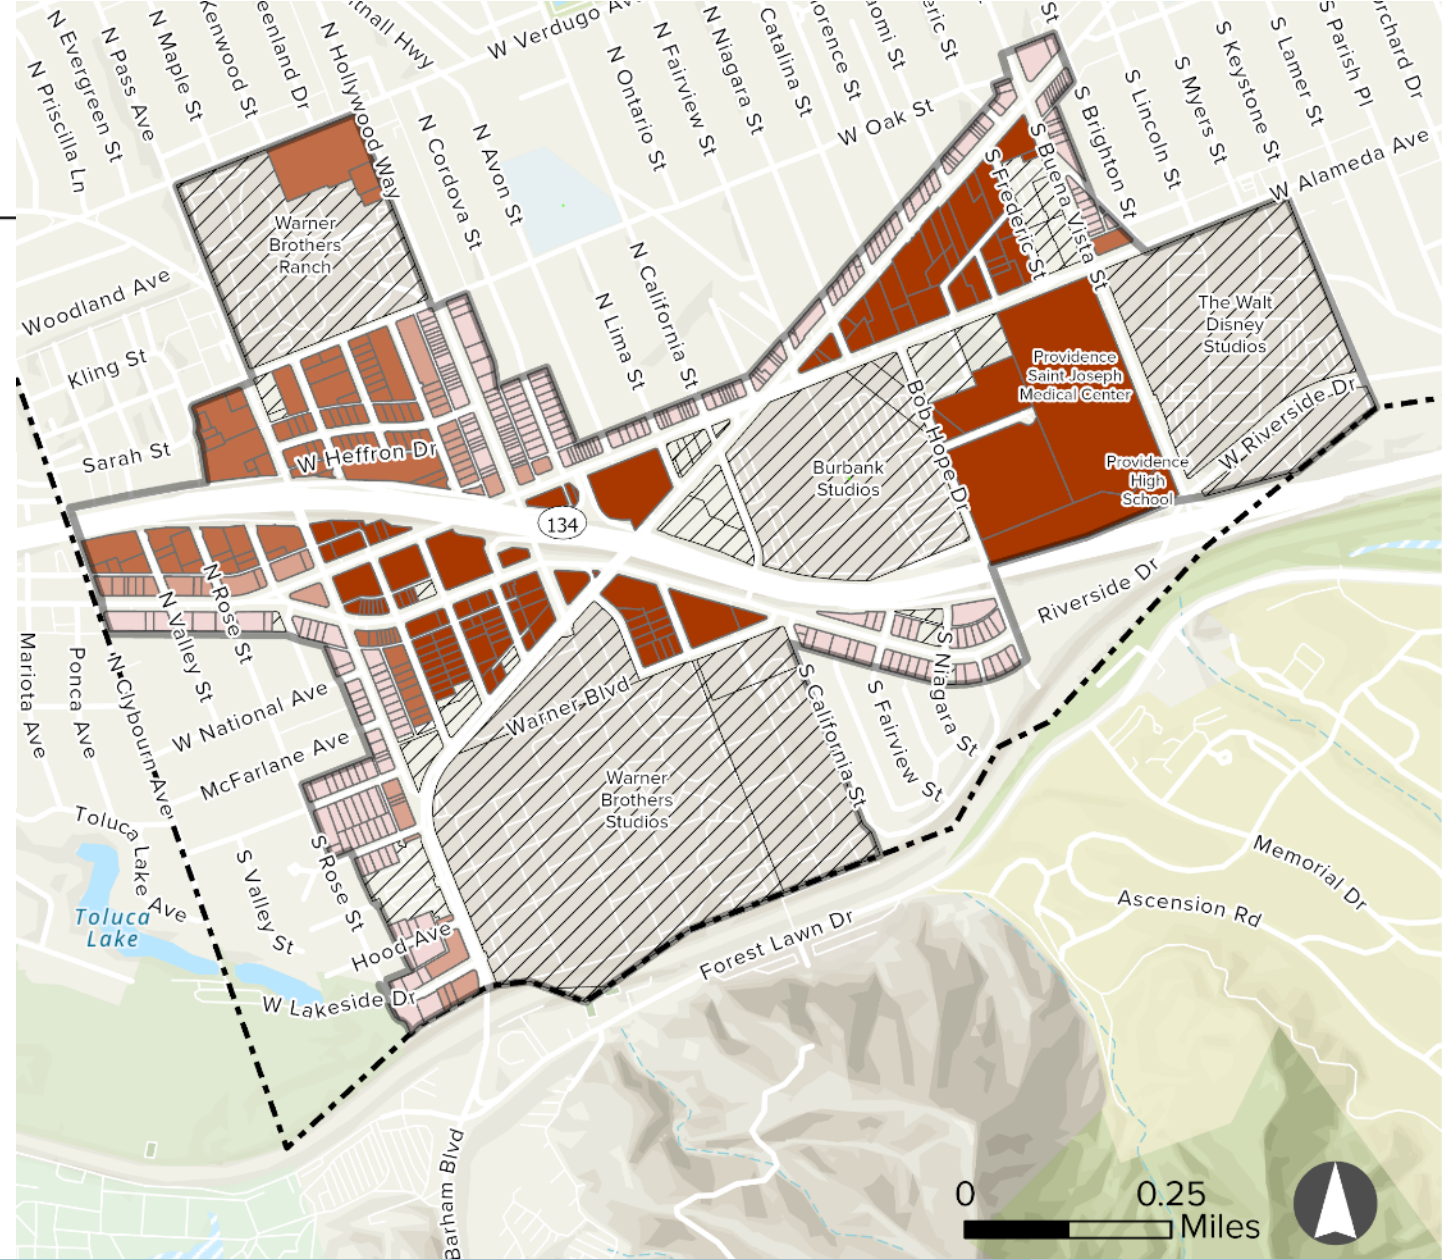 N Priscilla Ln
N Evergreen St
N Pass Ave
N Maple St
Kenwood St
N Hollywood Way
W Verdugo Av
N Cordova St
N Avon St
N Ontario St
N Fairview St
N Niagara St
Catalina St
W Oak St
St
S Buena Vista St
S Frederic St
S Brighton St
S Lincoln St
S Myers St
S Keystone St
S Lamer St
S Parish Pl
W Alameda Ave
Warner
Brothers
Ranch
Woodland Ave
Kling St
Sarah St
W Heffron Dr
N Lima St
N California St
The Walt
Disney
Studios
Providence
Saint Joseph
Medical Center
Bob Hope Dr
Burbank
Studios
Providence
High
School
W Riverside Dr
134
Riverside Dr
N Rose St
N Valley St
Mariota Ave
Ponca Ave
N Clybourn Ave
W National Ave
McFarlane Ave
Warner Blvd
Warner
Brothers
Studios
S California St
S Fairview St
S Niagara St
Toluca Lake Ave
Toluca
Lake
S Valley St
S Rose St
Hood Ave
W Lakeside Dr
Forest Lawn Dr
Memorial Dr
Ascension Rd
Barham Blvd
0
0.25
Miles